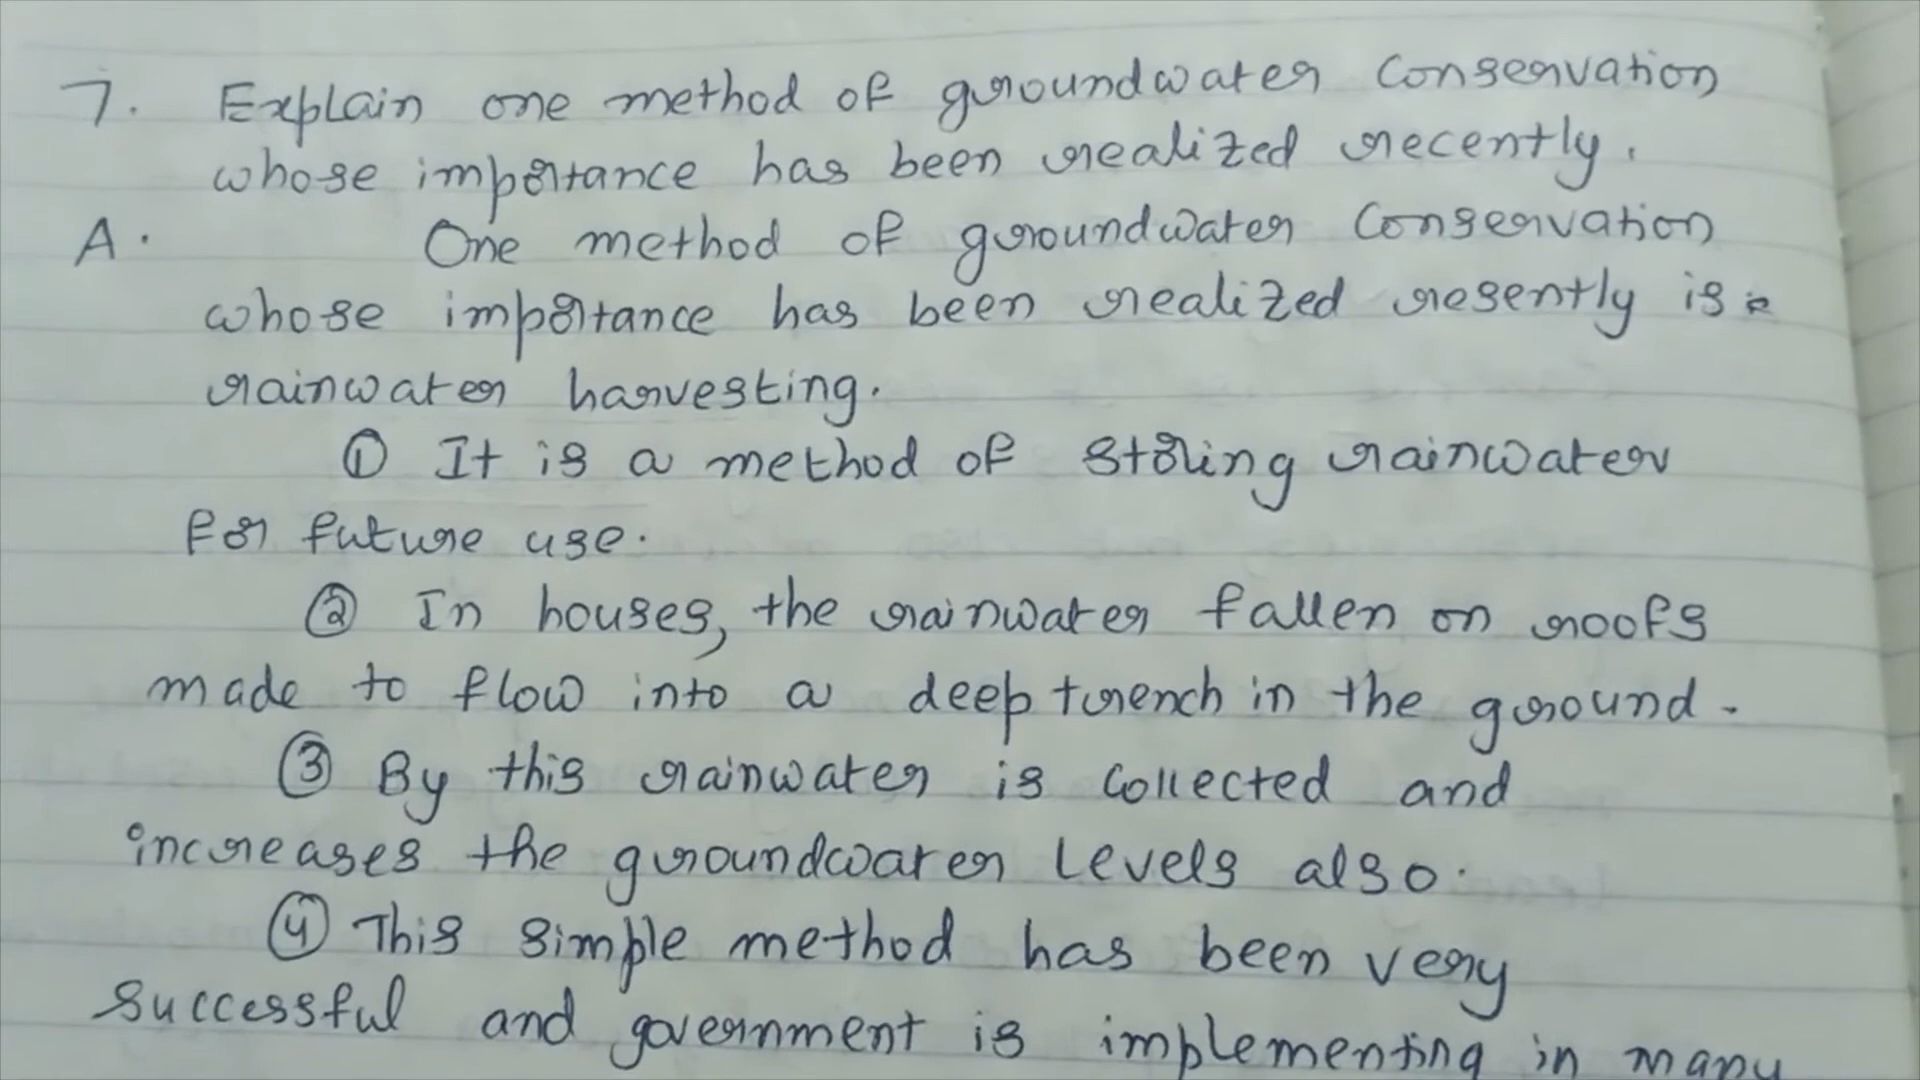 7. Explain one method of groundwater conservation
whose importance has been realized recently.
A. One method of groundwater conservation
whose importance has been realized resently is
rainwater harvesting.
① It is a method of storing rainwater
for future use.
② In houses, the rainwater fallen on roofs
made to flow into a deep trench in the ground.
③ By this rainwater is collected and
increases the groundwater levels also.
④ This simple method has been very
successful and government is implementing in many